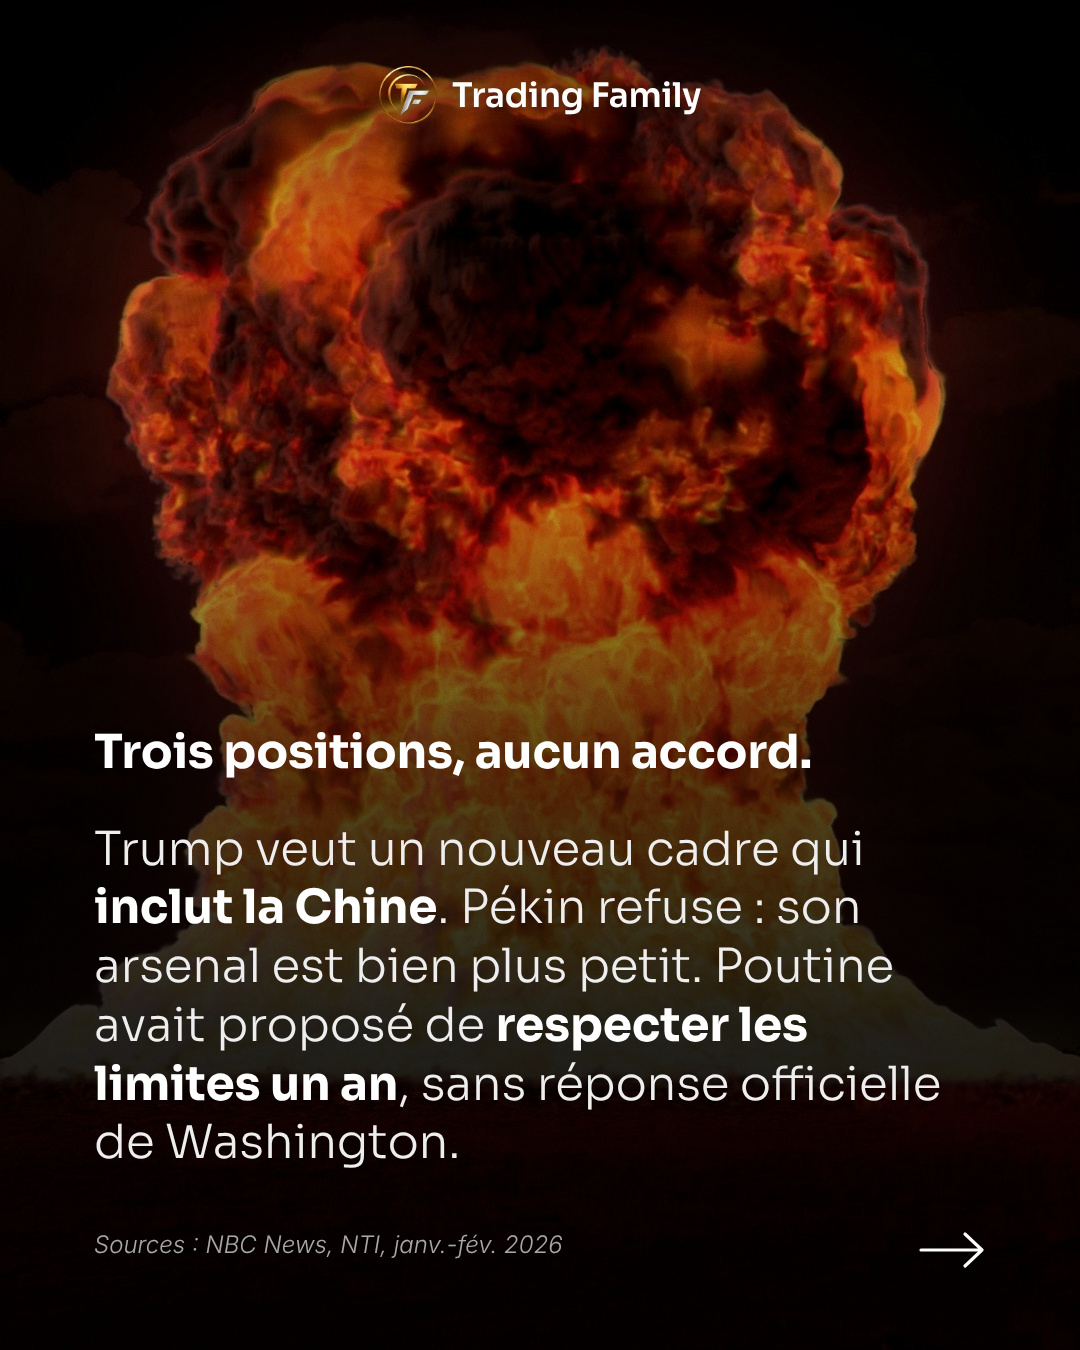 Trading Family
Trois positions, aucun accord.
Trump veut un nouveau cadre qui
inclut la Chine. Pékin refuse : son
arsenal est bien plus petit. Poutine
avait proposé de respecter les
limites un an, sans réponse officielle
de Washington.
Sources : NBC News, NTI, janv.-fév. 2026